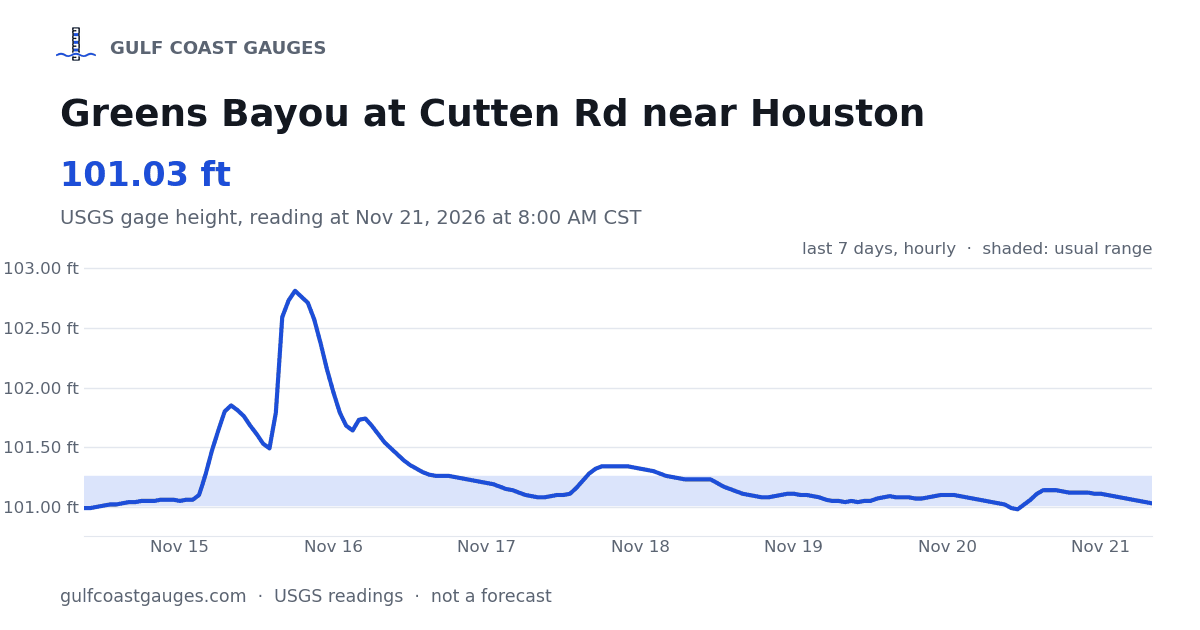 GULF COAST GAUGES
Greens Bayou at Cutten Rd near Houston
101.03 ft
USGS gage height, reading at Nov 21, 2026 at 8:00 AM CST
last 7 days, hourly · shaded: usual range
103.00 ft
102.50 ft
102.00 ft
101.50 ft
101.00 ft
Nov 15 Nov 16 Nov 17 Nov 18 Nov 19 Nov 20 Nov 21
gulfcoastgauges.com · USGS readings · not a forecast